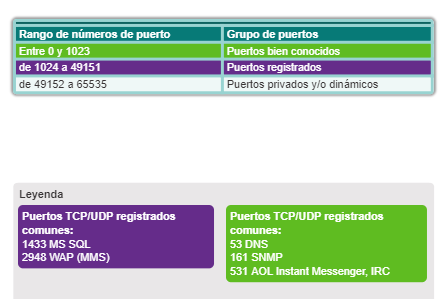 Rango de números de puerto Grupo de puertos
Entre 0 y 1023 Puertos bien conocidos
de 1024 a 49151 Puertos registrados
de 49152 a 65535 Puertos privados y/o dinámicos
Leyenda
Puertos TCP/UDP registrados
comunes:
1433 MS SQL
2948 WAP (MMS)
Puertos TCP/UDP registrados
comunes:
53 DNS
161 SNMP
531 AOL Instant Messenger, IRC